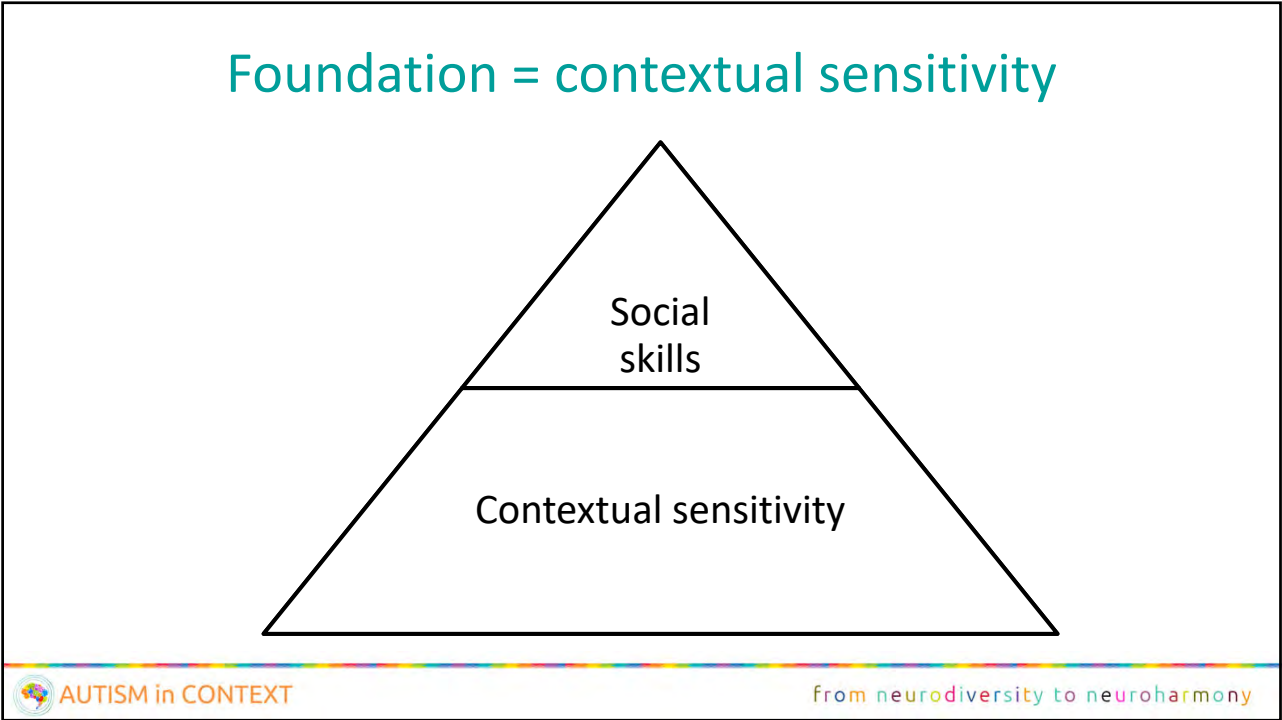 Foundation = contextual sensitivity
Social
skills
Contextual sensitivity
AUTISM in CONTEXT
from neurodiversity to neuroharmony